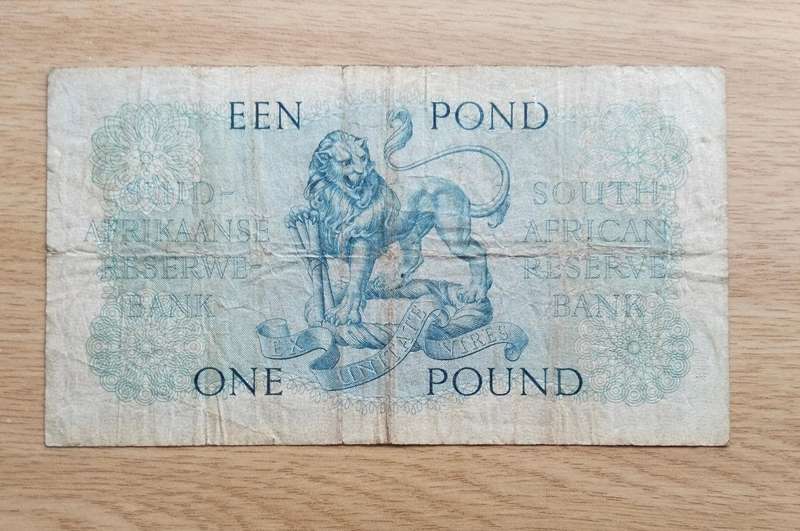 EEN POND
SUID-
AFRIKAANSE
RESERWE-
BANK
SOUTH
AFRICAN
RESERVE
BANK
EX UNITATE VIRES
ONE POUND